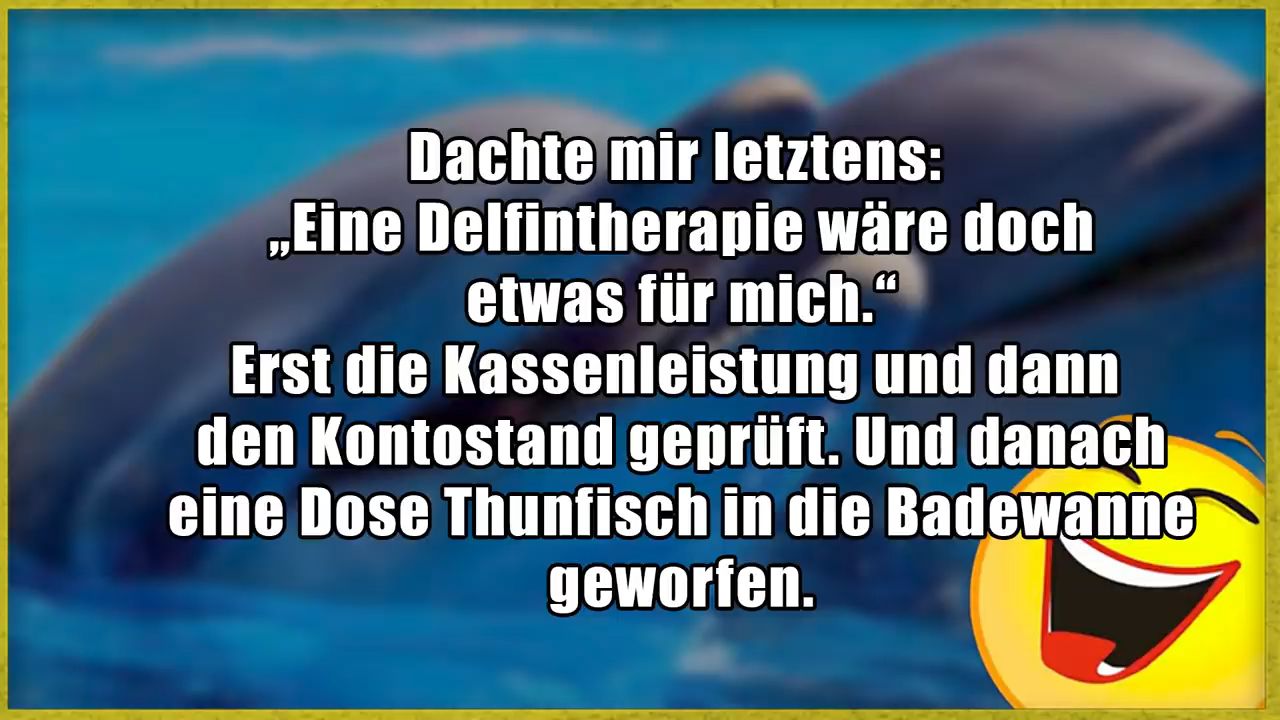 Dachte mir letztens:
„Eine Delfintherapie wäre doch
etwas für mich.“
Erst die Kassenleistung und dann
den Kontostand geprüft. Und danach
eine Dose Thunfisch in die Badewanne
geworfen.